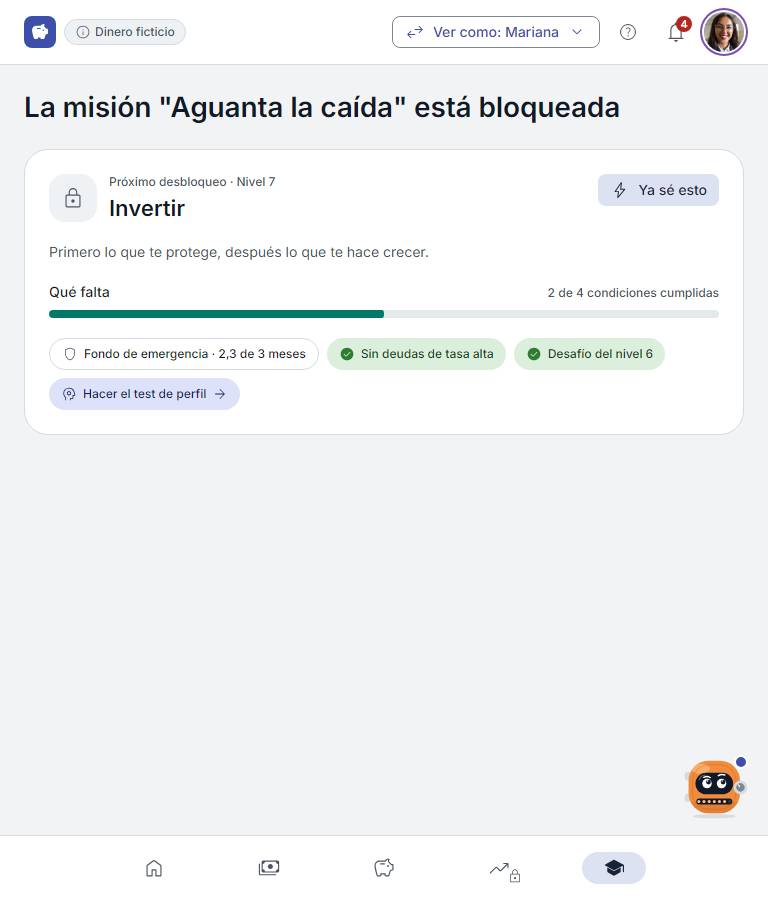 Dinero ficticio
Ver como: Mariana
4
La misión "Aguanta la caída" está bloqueada
Próximo desbloqueo · Nivel 7
Invertir
Ya sé esto
Primero lo que te protege, después lo que te hace crecer.
Qué falta
2 de 4 condiciones cumplidas
Fondo de emergencia · 2,3 de 3 meses
Sin deudas de tasa alta
Desafío del nivel 6
Hacer el test de perfil